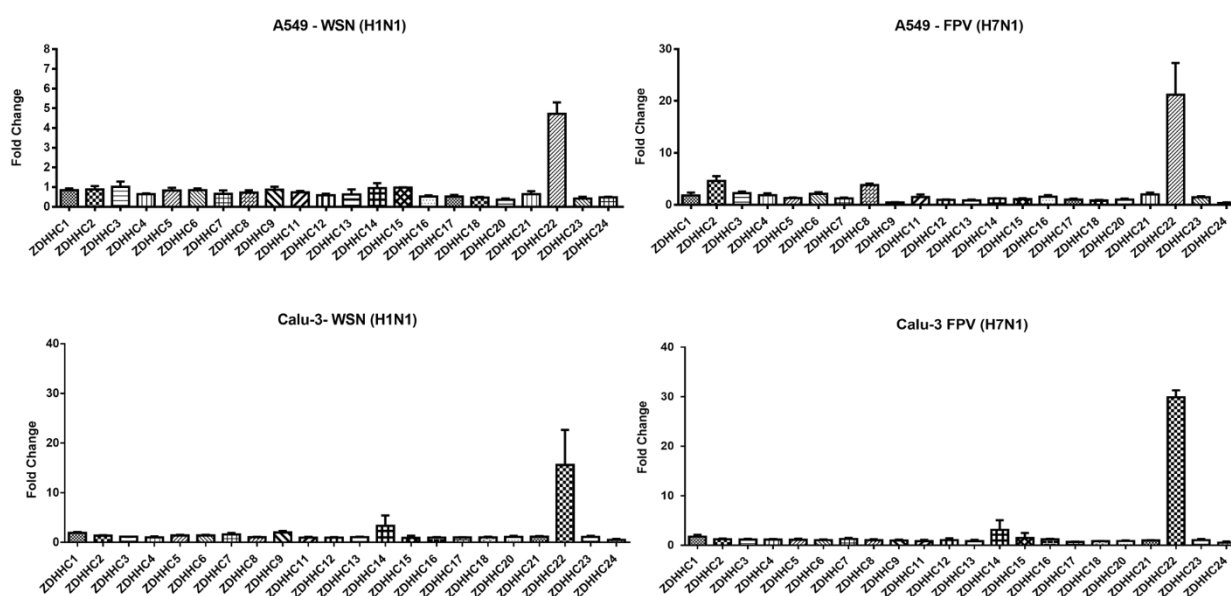 A549 - WSN (H1N1)
Fold Change
8
7
6
5
4
3
2
1
0
ZDHHC1
ZDHHC2
ZDHHC3
ZDHHC4
ZDHHC5
ZDHHC6
ZDHHC7
ZDHHC8
ZDHHC9
ZDHHC11
ZDHHC12
ZDHHC13
ZDHHC14
ZDHHC15
ZDHHC16
ZDHHC17
ZDHHC18
ZDHHC20
ZDHHC21
ZDHHC22
ZDHHC23
ZDHHC24
A549 - FPV (H7N1)
Fold Change
30
20
10
0
ZDHHC1
ZDHHC2
ZDHHC3
ZDHHC4
ZDHHC5
ZDHHC6
ZDHHC7
ZDHHC8
ZDHHC9
ZDHHC11
ZDHHC12
ZDHHC13
ZDHHC14
ZDHHC15
ZDHHC16
ZDHHC17
ZDHHC18
ZDHHC20
ZDHHC21
ZDHHC22
ZDHHC23
ZDHHC24
Calu-3- WSN (H1N1)
Fold Change
40
30
20
10
0
ZDHHC1
ZDHHC2
ZDHHC3
ZDHHC4
ZDHHC5
ZDHHC6
ZDHHC7
ZDHHC8
ZDHHC9
ZDHHC11
ZDHHC12
ZDHHC13
ZDHHC14
ZDHHC15
ZDHHC16
ZDHHC17
ZDHHC18
ZDHHC20
ZDHHC21
ZDHHC22
ZDHHC23
ZDHHC24
Calu-3 FPV (H7N1)
Fold Change
40
30
20
10
0
ZDHHC1
ZDHHC2
ZDHHC3
ZDHHC4
ZDHHC5
ZDHHC6
ZDHHC7
ZDHHC8
ZDHHC9
ZDHHC11
ZDHHC12
ZDHHC13
ZDHHC14
ZDHHC15
ZDHHC16
ZDHHC17
ZDHHC18
ZDHHC20
ZDHHC21
ZDHHC22
ZDHHC23
ZDHHC24